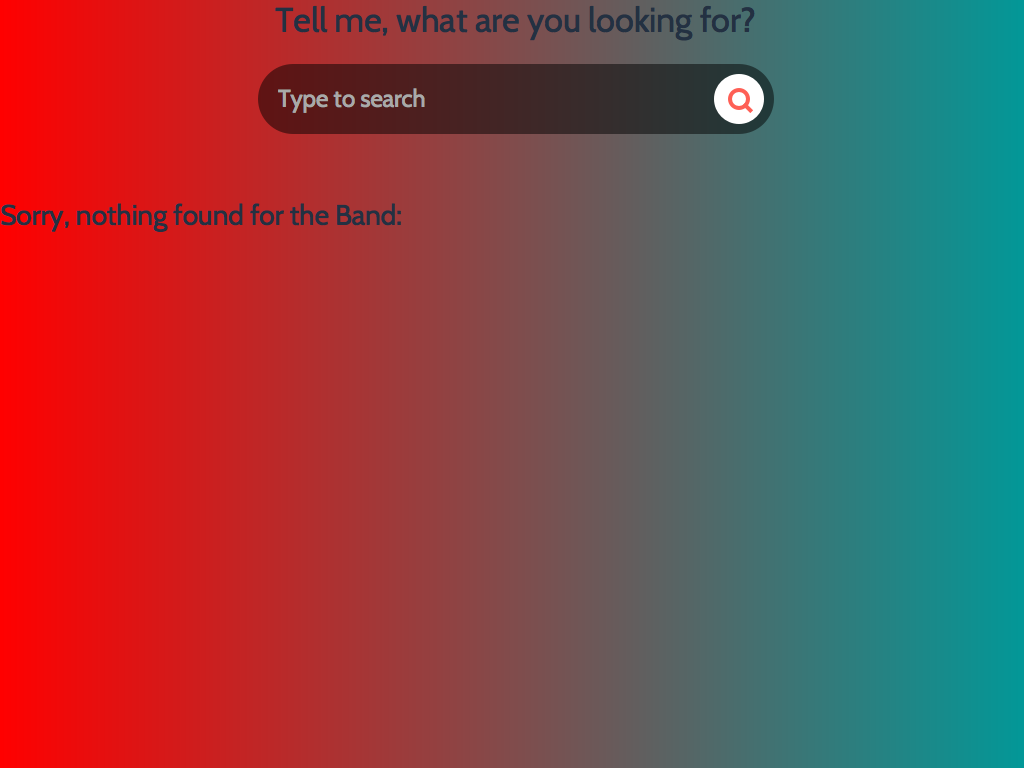 Tell me, what are you looking for?
Type to search
Sorry, nothing found for the Band: